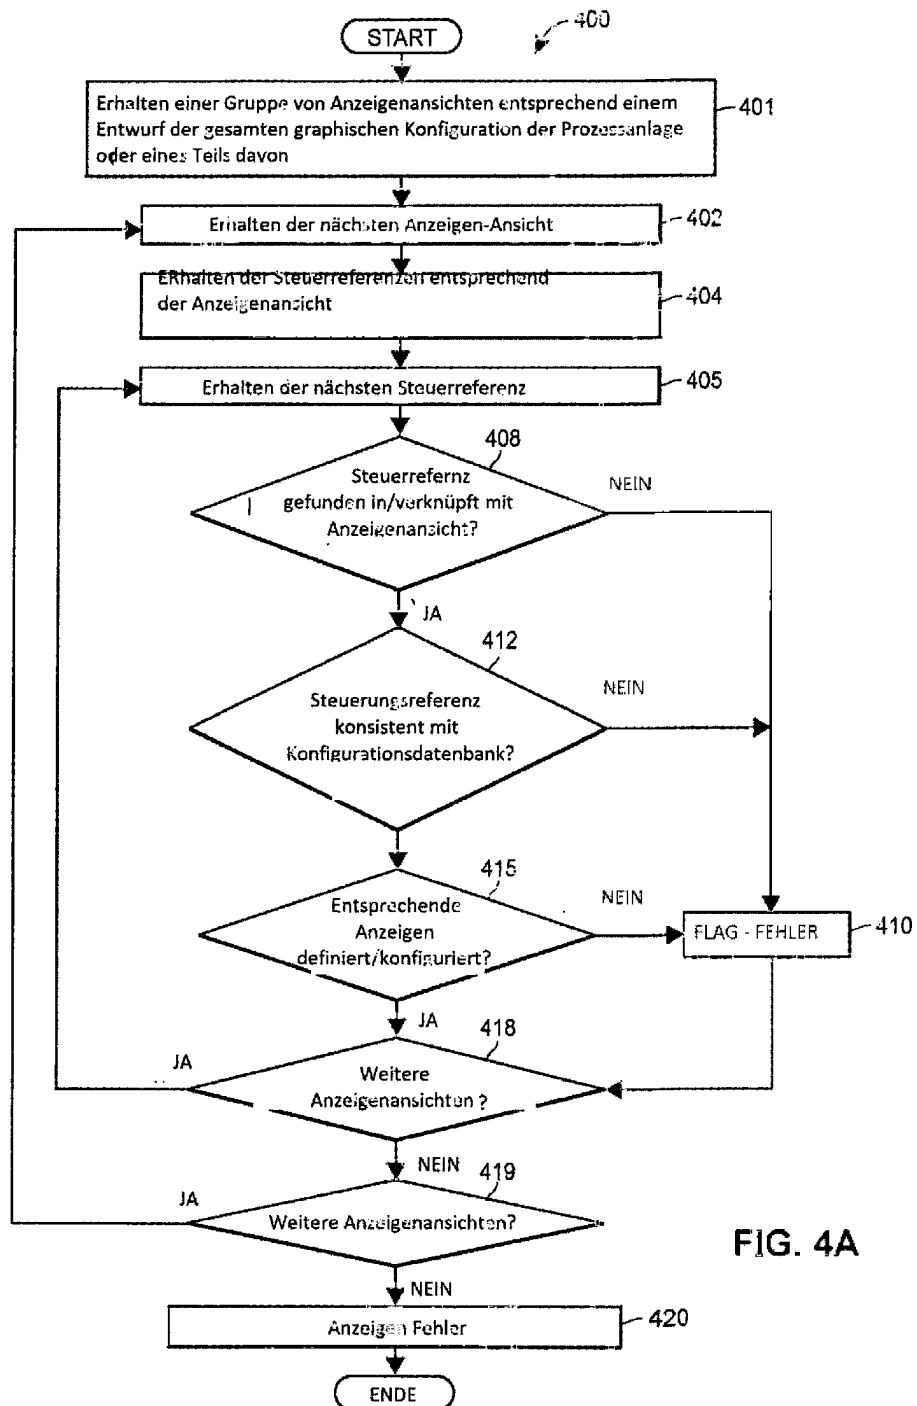 START
400
Erhalten einer Gruppe von Anzeigenansichten entsprechend einem
Entwurf der gesamten graphischen Konfiguration der Prozessanlage
oder eines Teils davon
401
Erhalten der nächsten Anzeigen-Ansicht
402
ERhalten der Steuerreferenzen entsprechend
der Anzeigenansicht
404
Erhalten der nächsten Steuerreferenz
405
408
Steuerrefernz
gefunden in/verknüpft mit
Anzeigenansicht?
NEIN
JA
412
Steuerungsreferenz
konsistent mit
Konfigurationsdatenbank?
NEIN
415
Entsprechende
Anzeigen
definiert/konfiguriert?
NEIN
FLAG - FEHLER
410
JA
418
JA
Weitere
Anzeigenansichten?
NEIN
419
JA
Weitere Anzeigenansichten?
FIG. 4A
NEIN
Anzeigen Fehler
420
ENDE